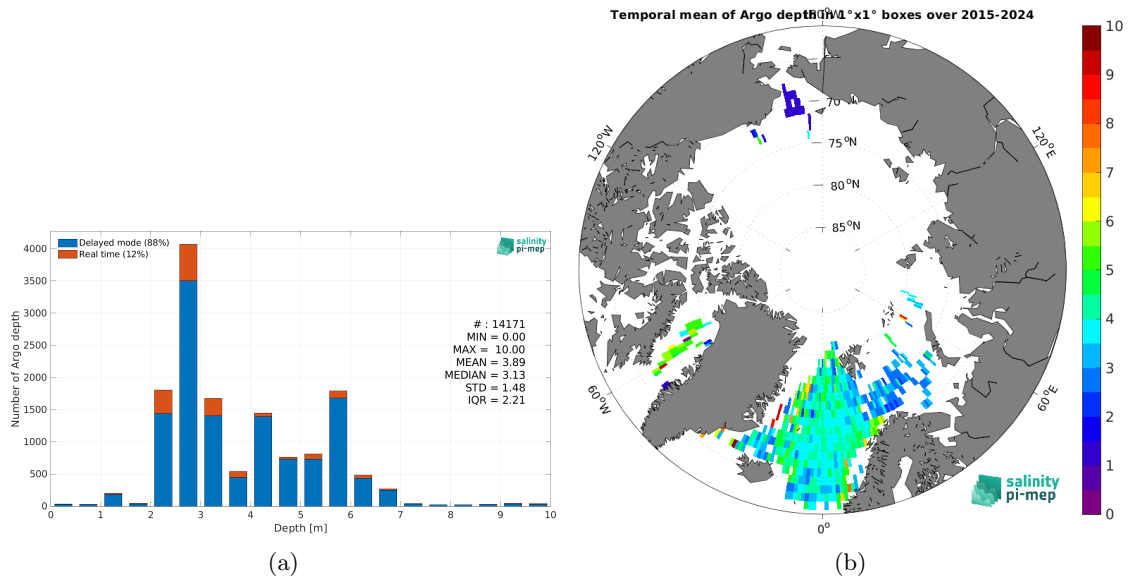 Temporal mean of Argo depth in 1°x1° boxes over 2015-2024
10
9
8
7
6
5
4
3
2
1
0
120°W
120°E
75°N
80°N
85°N
60°W
60°E
0°
salinity
pi-mep
4000
3500
3000
2500
2000
1500
1000
500
0
Number of Argo depth
Delayed mode (88%)
Real time (12%)
salinity
pi-mep
# : 14171
MIN = 0.00
MAX = 10.00
MEAN = 3.89
MEDIAN = 3.13
STD = 1.48
IQR = 2.21
0 1 2 3 4 5 6 7 8 9 10
Depth [m]
(a)
(b)